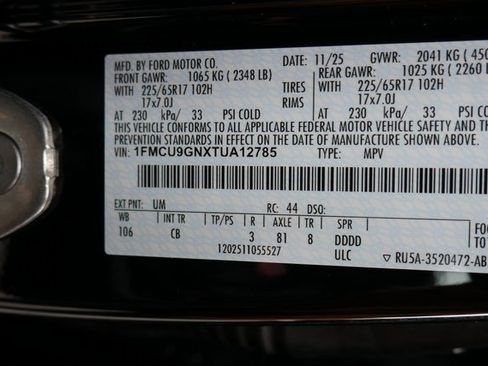 MFD. BY FORD MOTOR CO. 11/25 GVWR: 2041 KG ( 450
FRONT GAWR: 1065 KG ( 2348 LB) REAR GAWR: 1025 KG ( 2260 LB
WITH 225/65R17 102H TIRES WITH 225/65R17 102H
17x7.0J RIMS 17x7.0J
AT 230 kPa/ 33 PSI COLD AT 230 kPa/ 33 PSI COLD
THIS VEHICLE CONFORMS TO ALL APPLICABLE FEDERAL MOTOR VEHICLE SAFETY AND
PREVENTION STANDARDS IN EFFECT ON THE DATE OF MANUFACTURE SHOWN ABOVE.
VIN: 1FMCU9GNXTUA12785 TYPE: MPV
EXT PNT: UM RC: 44 DSO: FO
WB INT TR TP/PS R AXLE TR SPR
106 CB 3 81 8 DDDD
1202511055527 ULC ▽ RU5A-3520472-AB